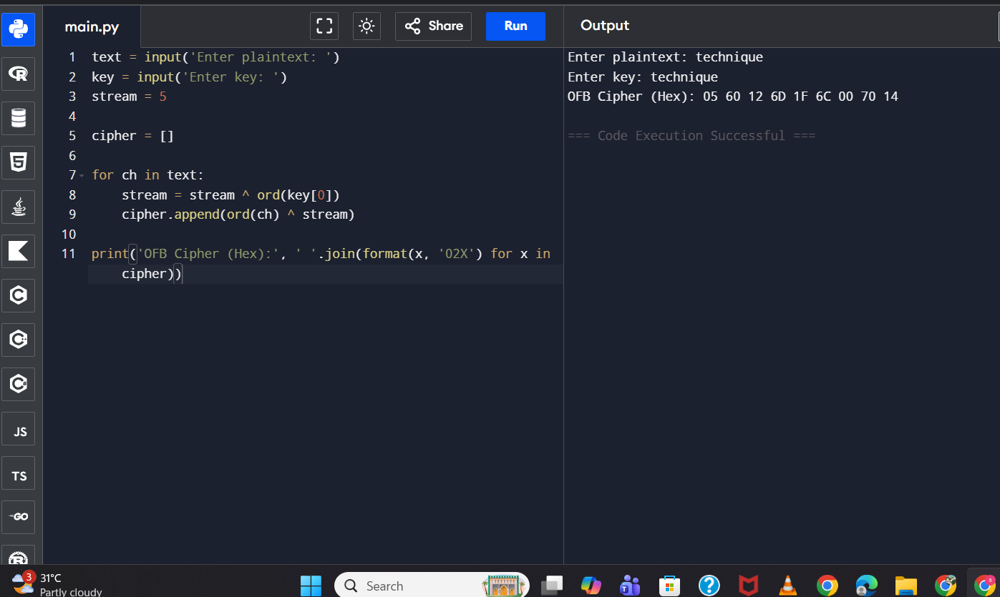 main.py
Share
Run
Output
1 text = input('Enter plaintext: ')
2 key = input('Enter key: ')
3 stream = 5
4
5 cipher = []
6
7 for ch in text:
8 stream = stream ^ ord(key[0])
9 cipher.append(ord(ch) ^ stream)
10
11 print('OFB Cipher (Hex):', ' '.join(format(x, '02X') for x in
cipher))
Enter plaintext: technique
Enter key: technique
OFB Cipher (Hex): 05 60 12 6D 1F 6C 00 70 14
=== Code Execution Successful ===
R
5
C
C++
C#
JS
TS
GO
R
3
31°C
Partly cloudy
Search
T
?
8